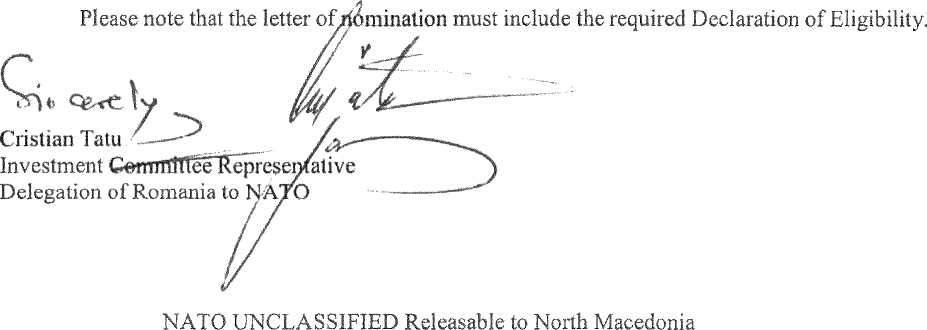 Please note that the letter of nomination must include the required Declaration of Eligibility.
Sincerely
Cristian Tatu
Investment Committee Representative
Delegation of Romania to NATO
NATO UNCLASSIFIED Releasable to North Macedonia